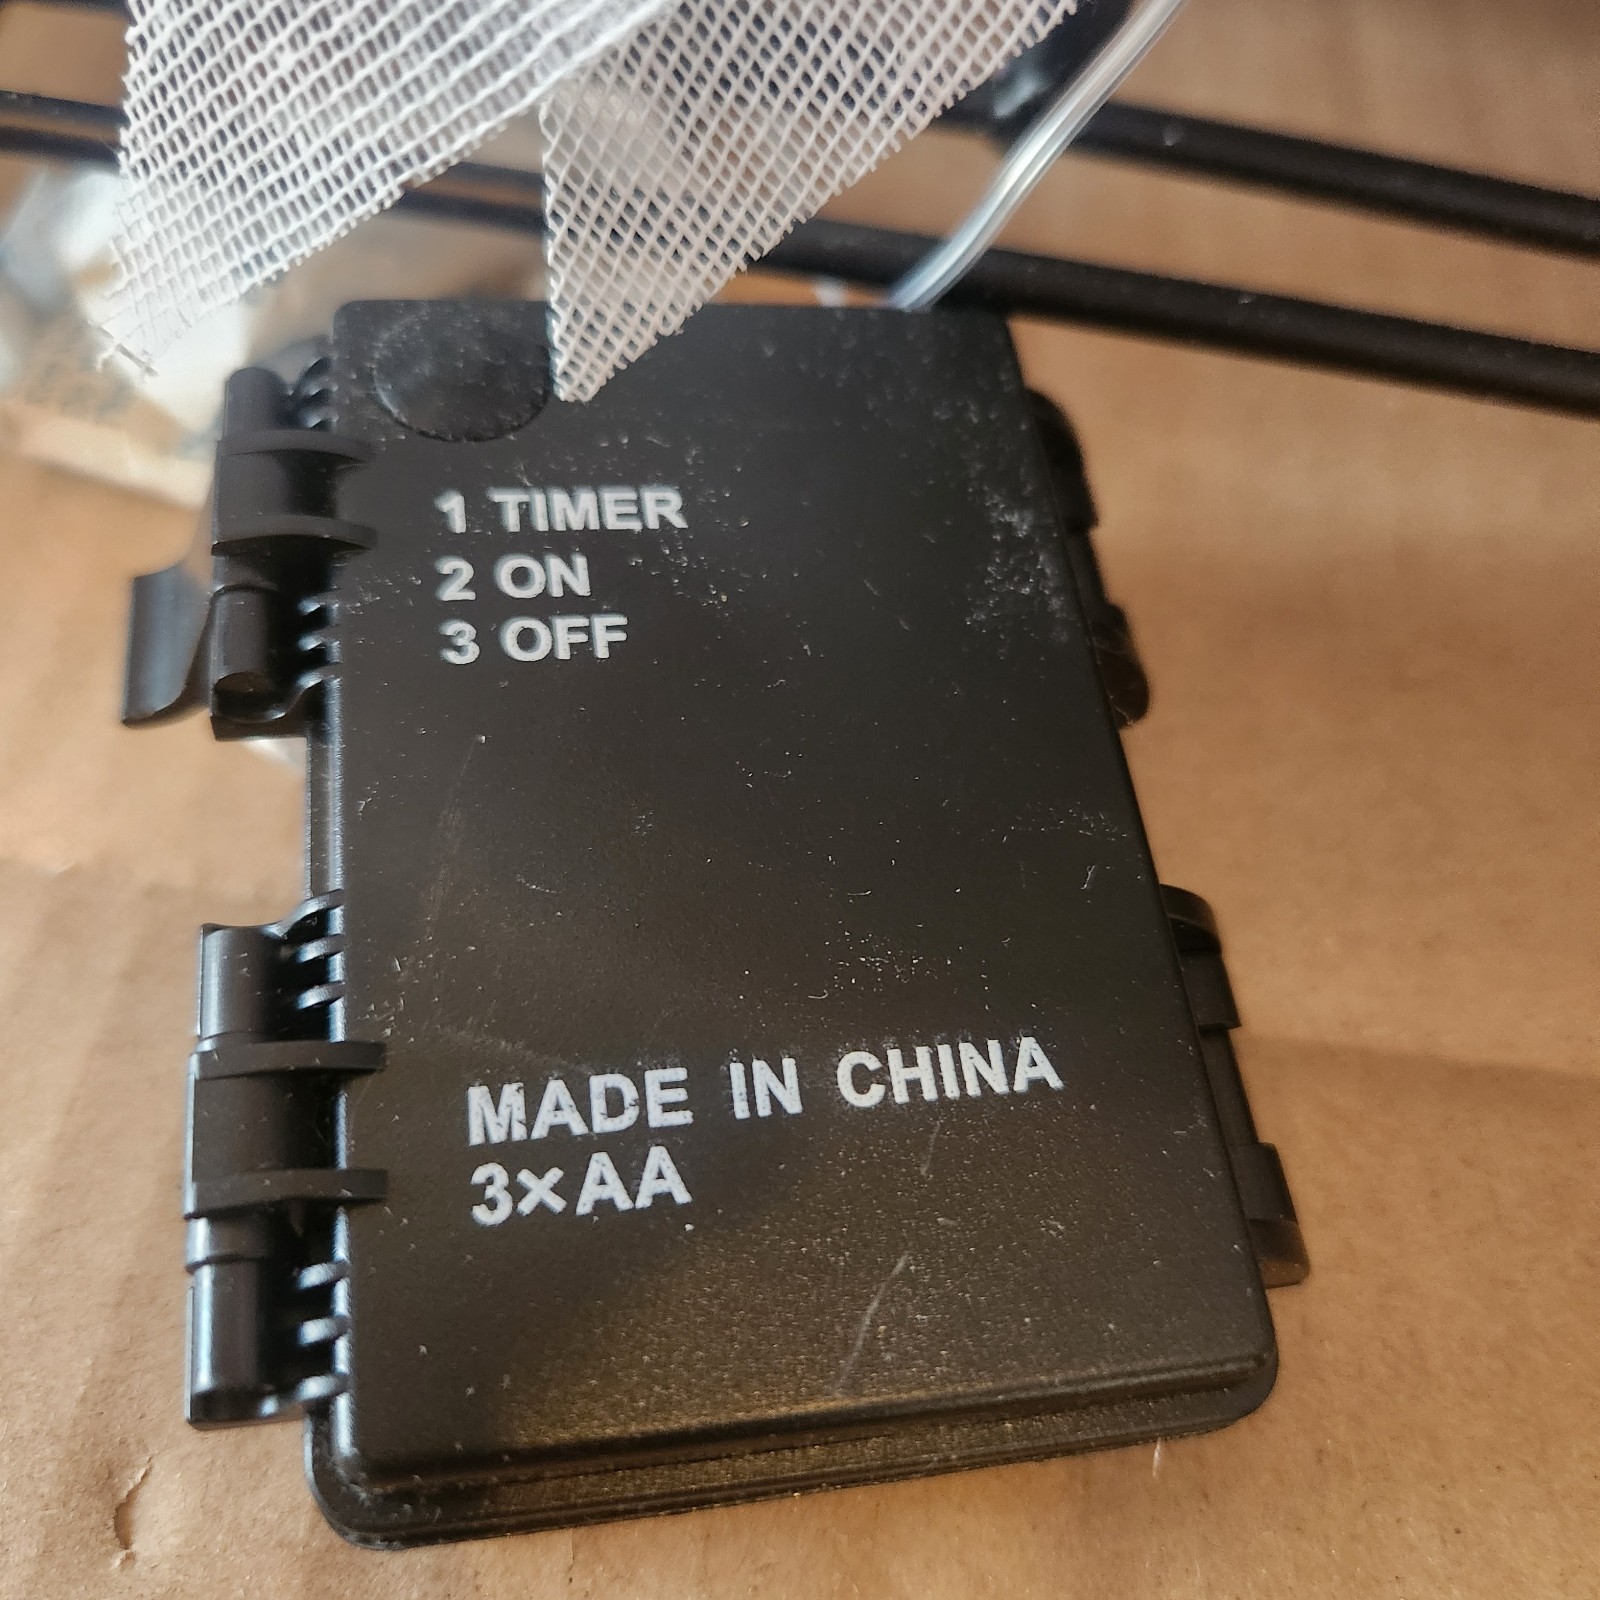 1 TIMER
2 ON
3 OFF
MADE IN CHINA
3×AA